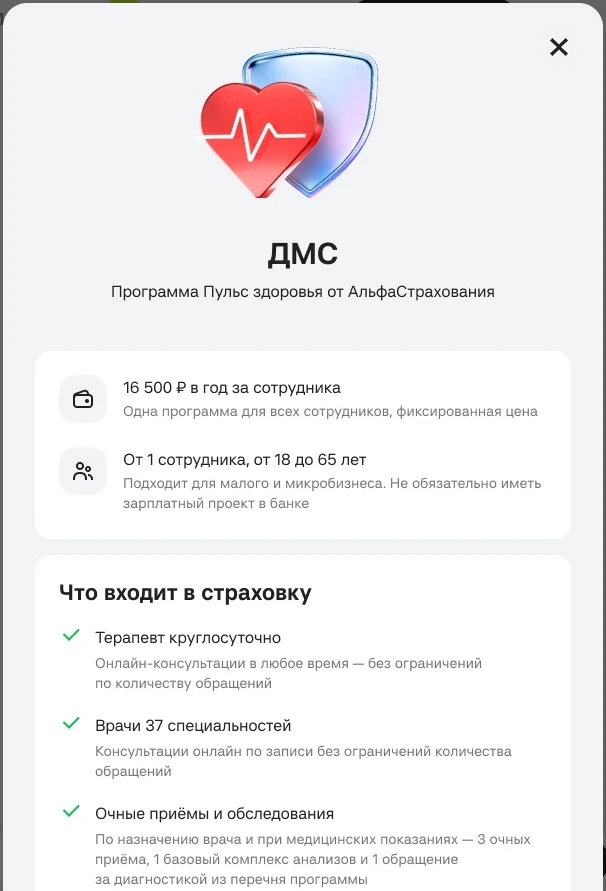 ДМС
Программа Пульс здоровья от АльфаСтрахования
16 500 ₽ в год за сотрудника
Одна программа для всех сотрудников, фиксированная цена
От 1 сотрудника, от 18 до 65 лет
Подходит для малого и микробизнеса. Не обязательно иметь
зарплатный проект в банке
Что входит в страховку
Терапевт круглосуточно
Онлайн-консультации в любое время — без ограничений
по количеству обращений
Врачи 37 специальностей
Консультации онлайн по записи без ограничений количества
обращений
Очные приёмы и обследования
По назначению врача и при медицинских показаниях — 3 очных
приёма, 1 базовый комплекс анализов и 1 обращение
за диагностикой из перечня программы